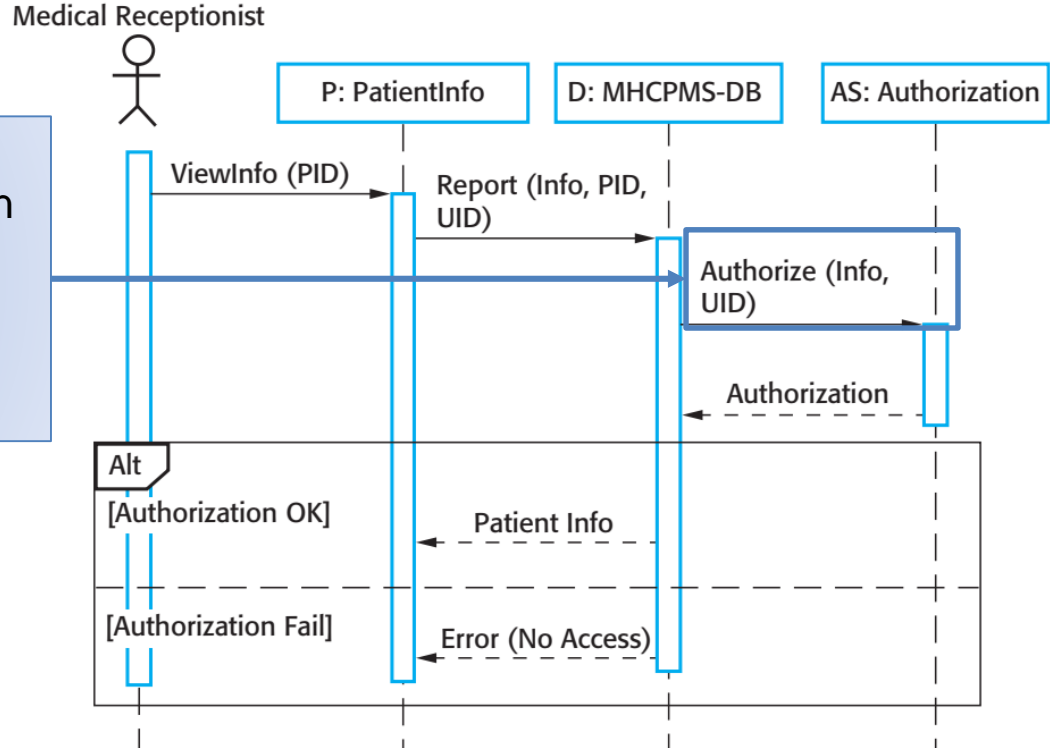 Medical Receptionist
P: PatientInfo
D: MHCPMS-DB
AS: Authorization
n
ViewInfo (PID)
Report (Info, PID,
UID)
Authorize (Info,
UID)
Authorization
Alt
[Authorization OK]
Patient Info
[Authorization Fail]
Error (No Access)